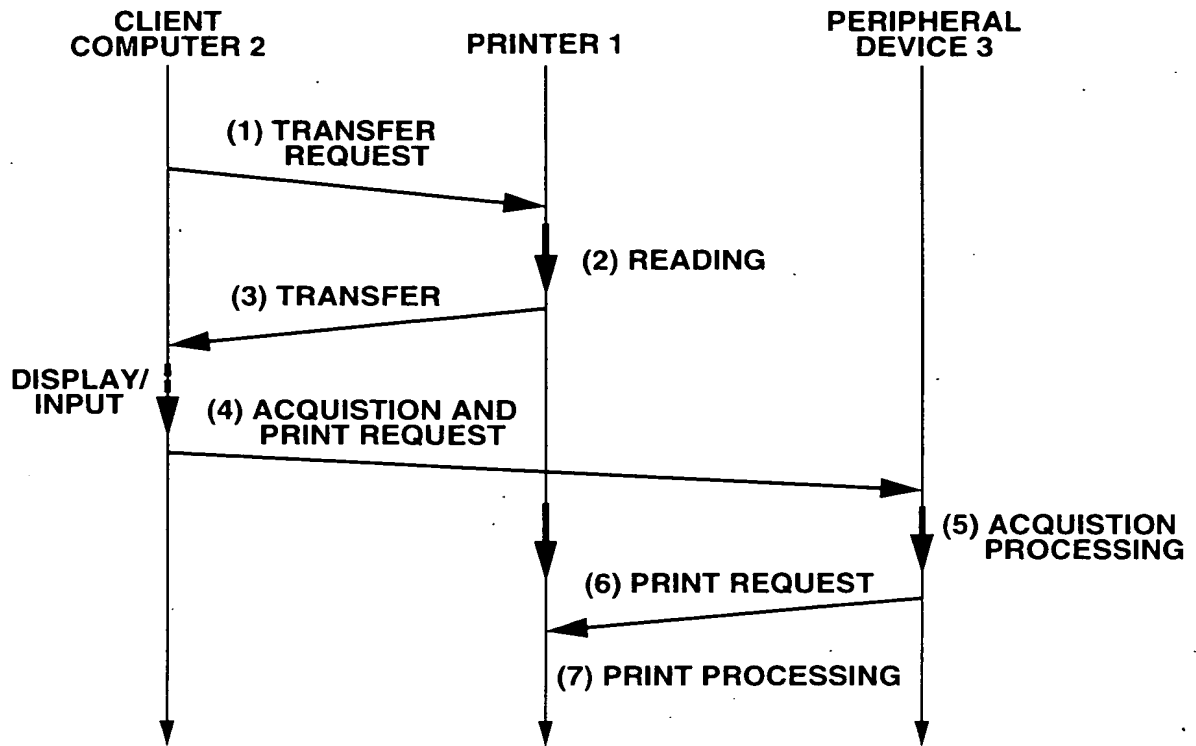 CLIENT
COMPUTER 2
PRINTER 1
PERIPHERAL
DEVICE 3
(1) TRANSFER
REQUEST
(2) READING
(3) TRANSFER
DISPLAY/
INPUT
(4) ACQUISTION AND
PRINT REQUEST
(5) ACQUISTION
PROCESSING
(6) PRINT REQUEST
(7) PRINT PROCESSING